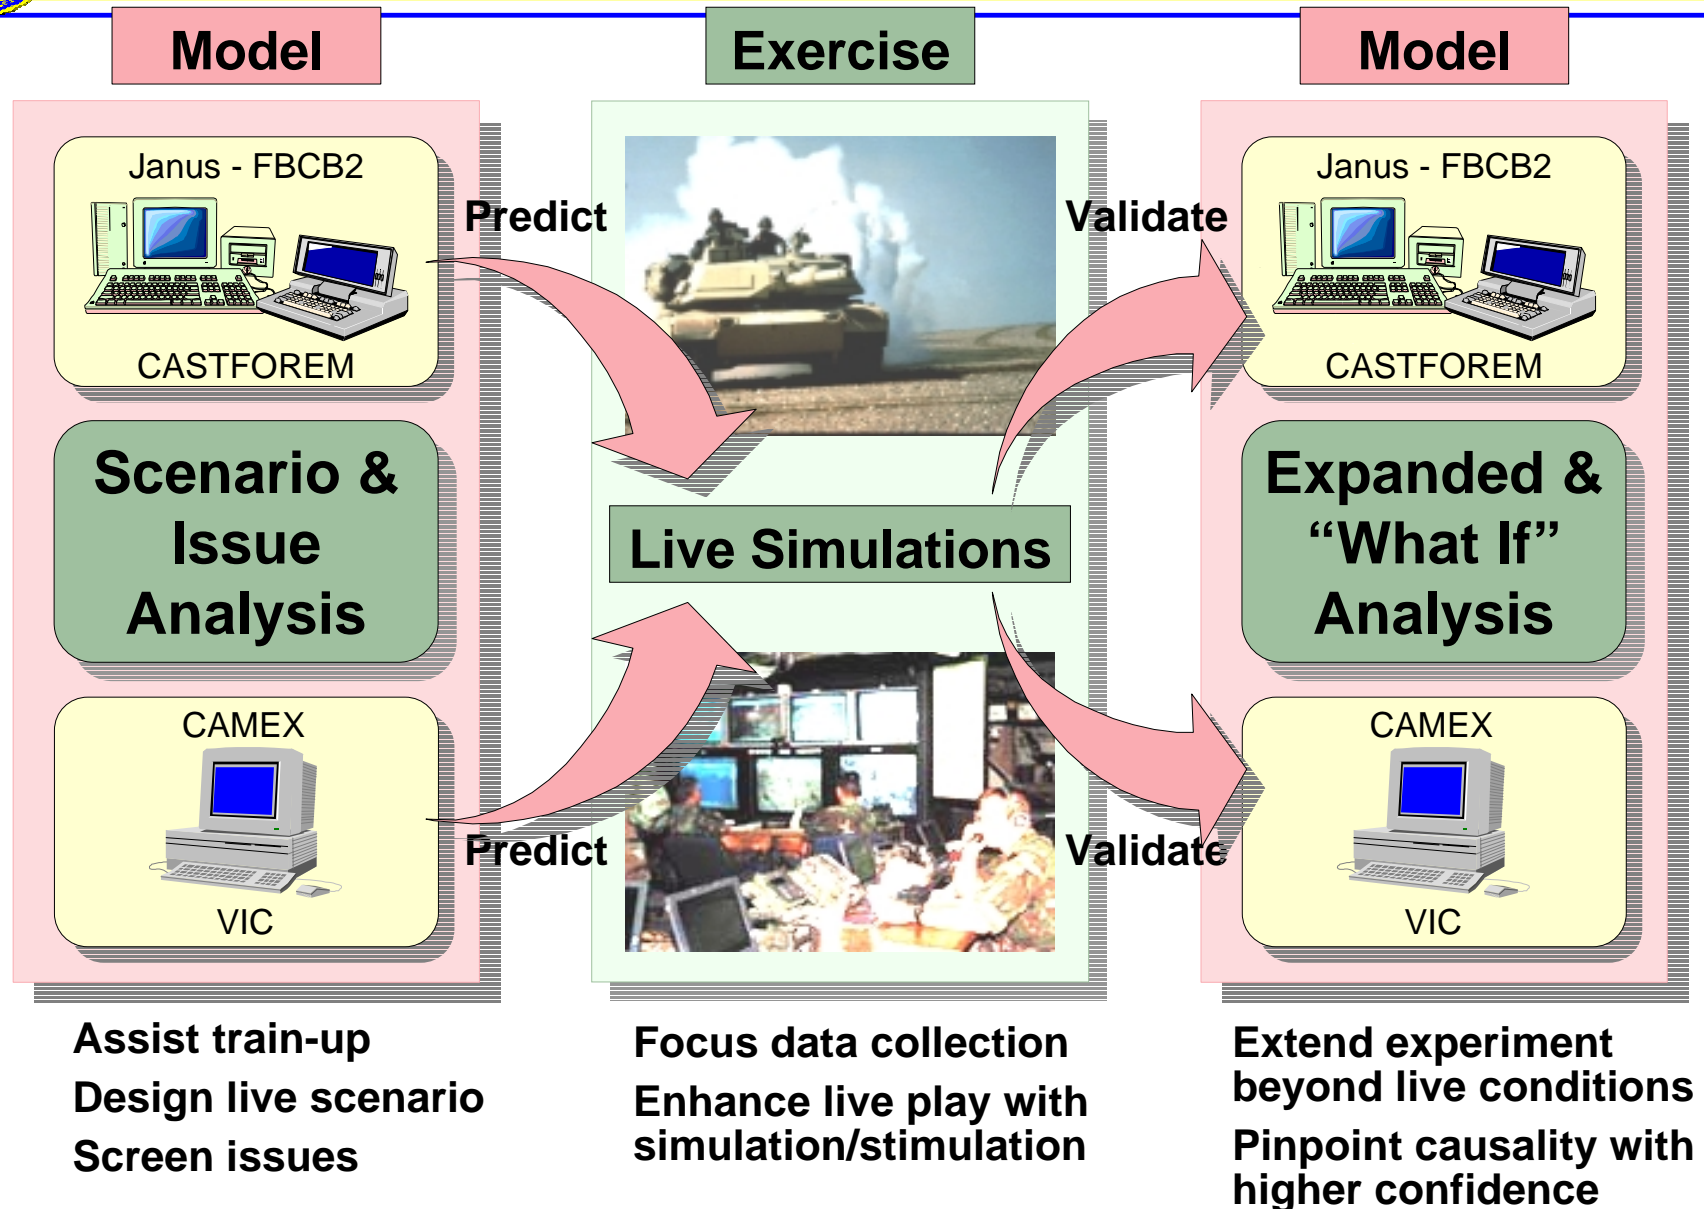 Model
Exercise
Model
Janus - FBCB2
CASTFOREM
Scenario &
Issue
Analysis
CAMEX
VIC
Predict
Predict
Live Simulations
Validate
Validate
Janus - FBCB2
CASTFOREM
Expanded &
“What If”
Analysis
CAMEX
VIC
Assist train-up
Design live scenario
Screen issues
Focus data collection
Enhance live play with
simulation/stimulation
Extend experiment
beyond live conditions
Pinpoint causality with
higher confidence